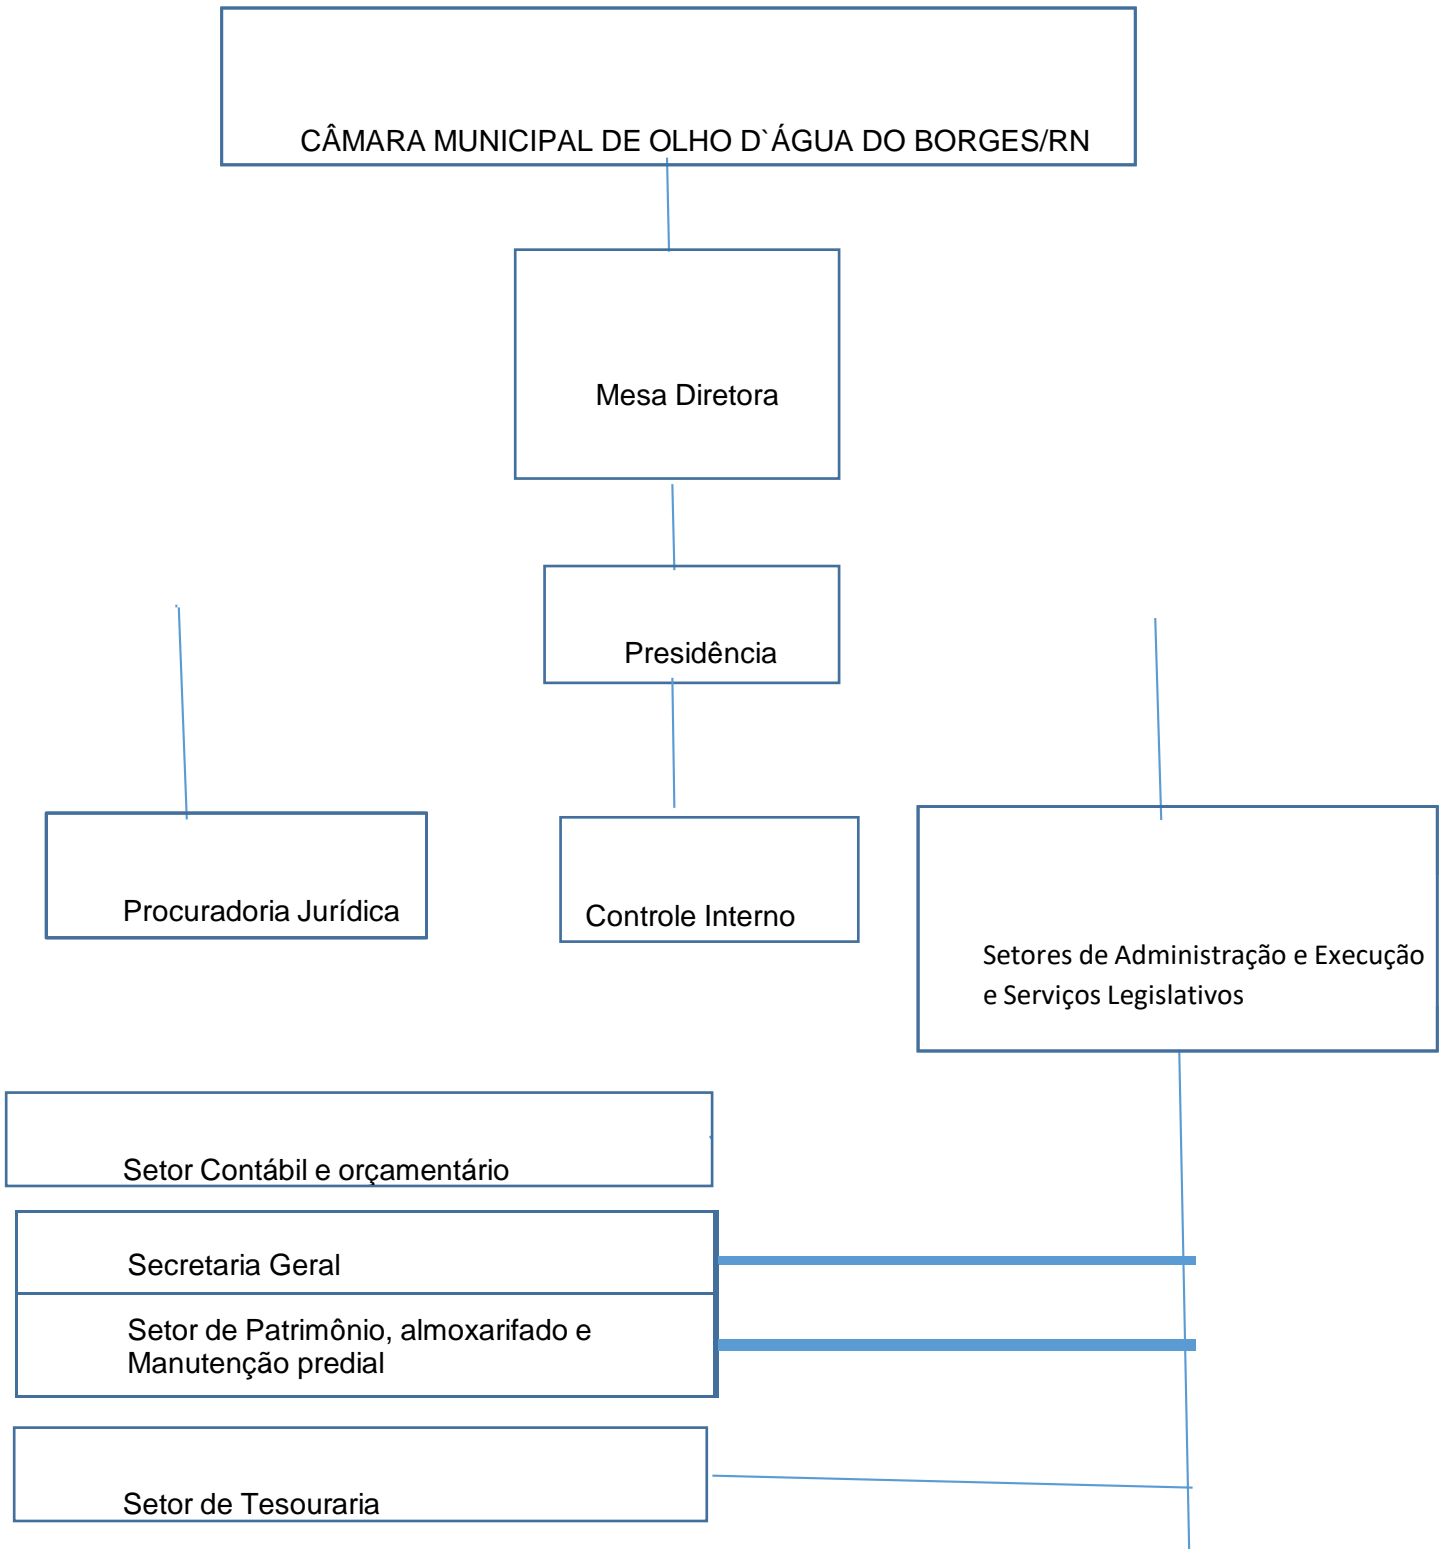 CÂMARA MUNICIPAL DE OLHO D`ÁGUA DO BORGES/RN
Mesa Diretora
Presidência
Procuradoria Jurídica
Controle Interno
Setores de Administração e Execução
e Serviços Legislativos
Setor Contábil e orçamentário
Secretaria Geral
Setor de Patrimônio, almoxarifado e
Manutenção predial
Setor de Tesouraria